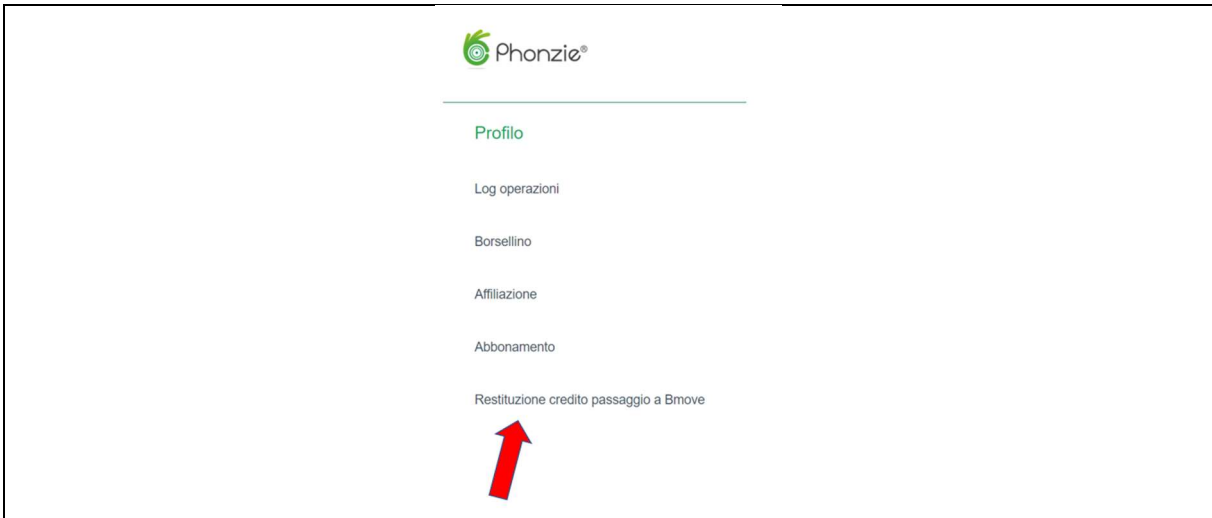 Phonzie®
Profilo
Log operazioni
Borsellino
Affiliazione
Abbonamento
Restituzione credito passaggio a Bmove